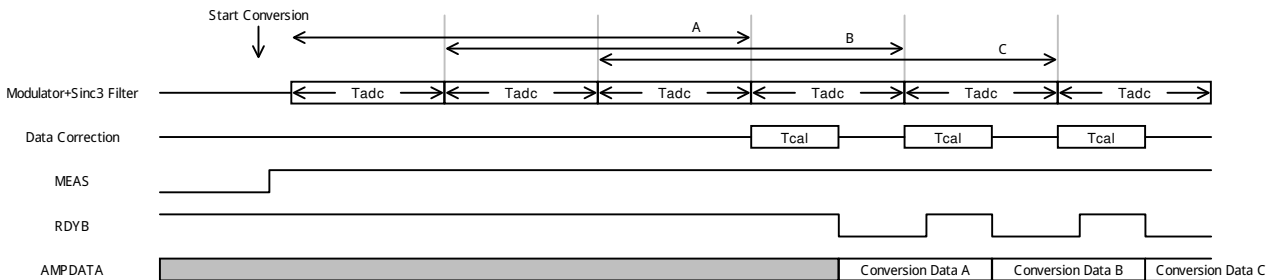 Start Conversion
A
B
C
Modulator+Sinc3 Filter
Tadc Tadc Tadc Tadc Tadc Tadc
Data Correction
Tcal Tcal Tcal
MEAS
RDYB
AMPDATA
Conversion Data A Conversion Data B Conversion Data C